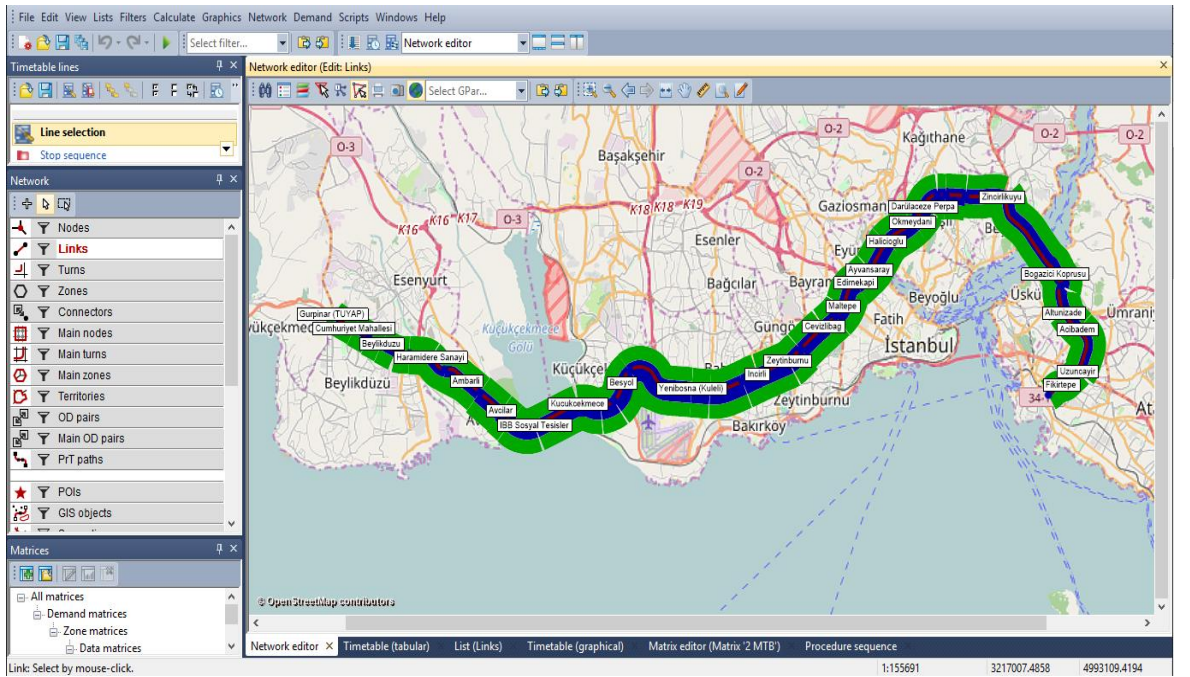 File Edit View Lists Filters Calculate Graphics Network Demand Scripts Windows Help
Select filter...
Network editor
Timetable lines
Line selection
Stop sequence
Network
Nodes
Links
Turns
Zones
Connectors
Main nodes
Main turns
Main zones
Territories
OD pairs
Main OD pairs
PrT paths
POIs
GIS objects
Matrices
All matrices
Demand matrices
Zone matrices
Data matrices
Network editor (Edit: Links)
Select GPar...
O-3
O-2
O-2
O-2
O-2
Kağıthane
Başakşehir
K16 K17
O-3
K18 K18 K19
K16
Gaziosman
Darülaceze Perpa
Zincirlikuyu
Okmeydani
Esenler
Halicioglu
Esenyurt
Ayvansaray
Bogazici Koprusu
Bağcılar
Edirnekapi
Beyoğlu
Maltepe
Altunizade
Gurpinar (TUYAP)
Fatih
Cumhuriyet Mahallesi
Küçükçekmece
Gölü
Cevizlibag
Acibadem
Beylikduzu
İstanbul
Haramidere Sanayi
Zeytinburnu
Uzuncayir
Ambarli
Besyol
Incirli
Beylikdüzü
Yenibosna (Kuleli)
Fikirtepe
Avcilar
Kucukcekmece
Zeytinburnu
34
IBB Sosyal Tesisler
Bakırköy
© OpenStreetMap contributors
Network editor Timetable (tabular) List (Links) Timetable (graphical) Matrix editor (Matrix '2 MTB') Procedure sequence
Link: Select by mouse-click.
1:155691 3217007.4858 4993109.4194